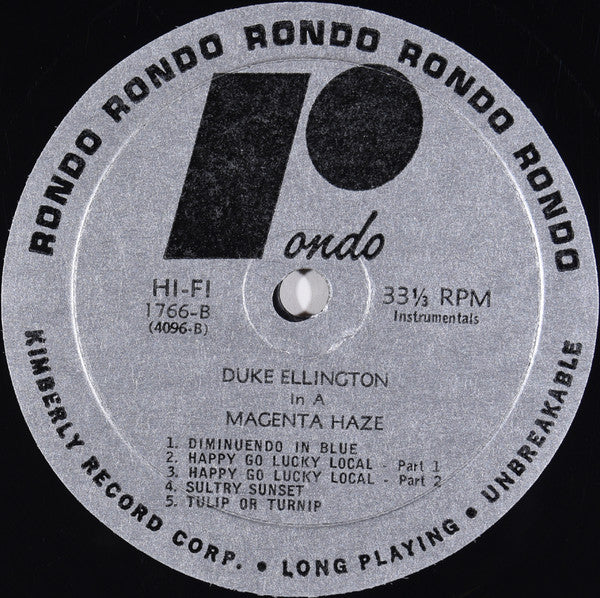 RONDO RONDO RONDO RONDO RONDO
rondo
HI-FI
1766-B
(4096-B)
33⅓ RPM
Instrumentals
DUKE ELLINGTON
In A
MAGENTA HAZE
1. DIMINUENDO IN BLUE
2. HAPPY GO LUCKY LOCAL - Part 1
3. HAPPY GO LUCKY LOCAL - Part 2
4. SULTRY SUNSET
5. TULIP OR TURNIP
KIMBERLY RECORD CORP. • LONG PLAYING • UNBREAKABLE